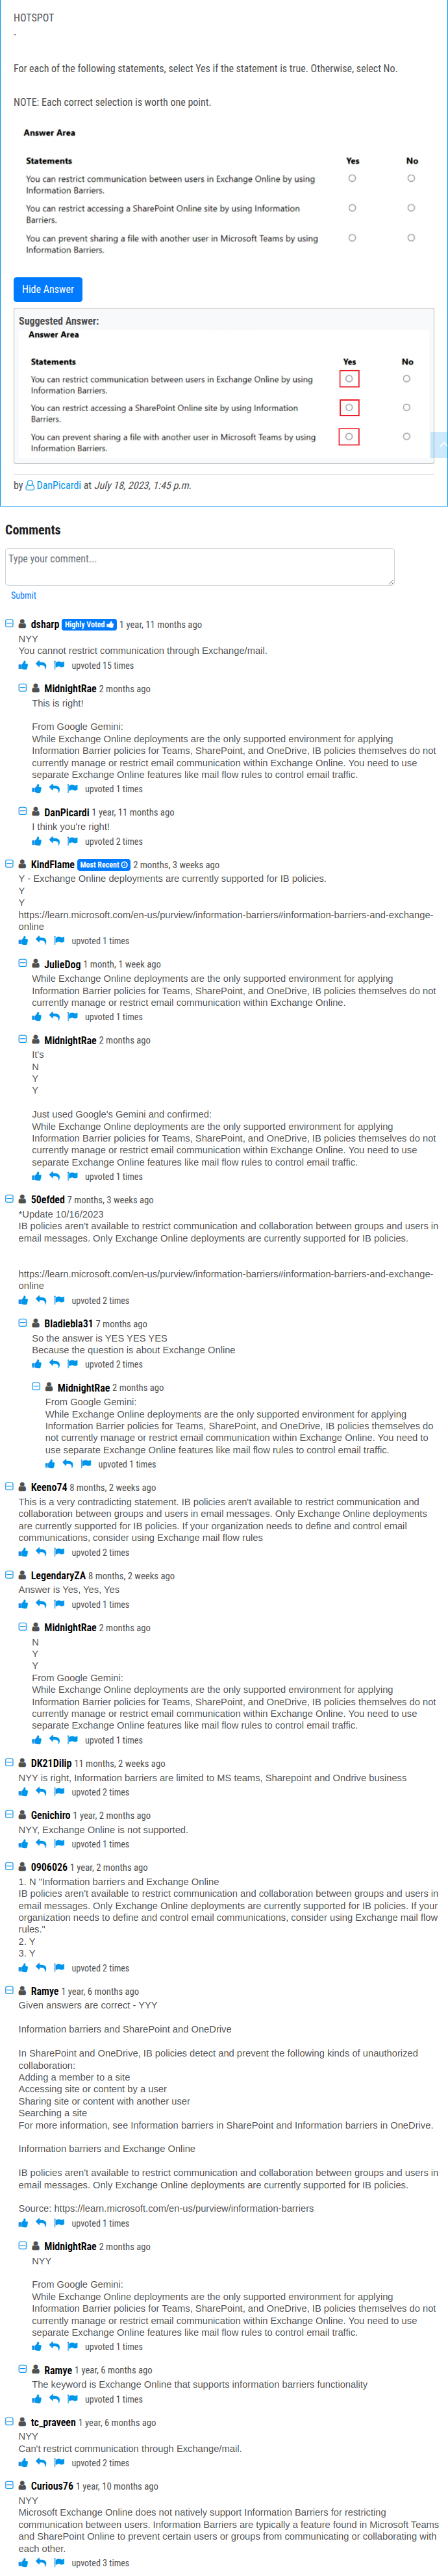 HOTSPOT
-
For each of the following statements, select Yes if the statement is true. Otherwise, select No.
NOTE: Each correct selection is worth one point.
Answer Area
Statements Yes No
You can restrict communication between users in Exchange Online by using
Information Barriers.
You can restrict accessing a SharePoint Online site by using Information
Barriers.
You can prevent sharing a file with another user in Microsoft Teams by using
Information Barriers.
Hide Answer
Suggested Answer:
Answer Area
Statements Yes No
You can restrict communication between users in Exchange Online by using
Information Barriers.
You can restrict accessing a SharePoint Online site by using Information
Barriers.
You can prevent sharing a file with another user in Microsoft Teams by using
Information Barriers.
by DanPicardi at July 18, 2023, 1:45 p.m.
Comments
Type your comment...
Submit
dsharp Highly Voted 1 year, 11 months ago
NYY
You cannot restrict communication through Exchange/mail.
upvoted 15 times
MidnightRae 2 months ago
This is right!
From Google Gemini:
While Exchange Online deployments are the only supported environment for applying
Information Barrier policies for Teams, SharePoint, and OneDrive, IB policies themselves do not
currently manage or restrict email communication within Exchange Online. You need to use
separate Exchange Online features like mail flow rules to control email traffic.
upvoted 1 times
DanPicardi 1 year, 11 months ago
I think you're right!
upvoted 2 times
KindFlame Most Recent 2 months, 3 weeks ago
Y - Exchange Online deployments are currently supported for IB policies.
Y
Y
https://learn.microsoft.com/en-us/purview/information-barriers#information-barriers-and-exchange-
online
upvoted 1 times
JulieDog 1 month, 1 week ago
While Exchange Online deployments are the only supported environment for applying
Information Barrier policies for Teams, SharePoint, and OneDrive, IB policies themselves do not
currently manage or restrict email communication within Exchange Online.
upvoted 1 times
MidnightRae 2 months ago
It's
N
Y
Y
Just used Google's Gemini and confirmed:
While Exchange Online deployments are the only supported environment for applying
Information Barrier policies for Teams, SharePoint, and OneDrive, IB policies themselves do not
currently manage or restrict email communication within Exchange Online. You need to use
separate Exchange Online features like mail flow rules to control email traffic.
upvoted 1 times
50efded 7 months, 3 weeks ago
*Update 10/16/2023
IB policies aren't available to restrict communication and collaboration between groups and users in
email messages. Only Exchange Online deployments are currently supported for IB policies.
https://learn.microsoft.com/en-us/purview/information-barriers#information-barriers-and-exchange-
online
upvoted 2 times
Bladiebla31 7 months ago
So the answer is YES YES YES
Because the question is about Exchange Online
upvoted 2 times
MidnightRae 2 months ago
From Google Gemini:
While Exchange Online deployments are the only supported environment for applying
Information Barrier policies for Teams, SharePoint, and OneDrive, IB policies themselves do
not currently manage or restrict email communication within Exchange Online. You need to
use separate Exchange Online features like mail flow rules to control email traffic.
upvoted 1 times
Keeno74 8 months, 2 weeks ago
This is a very contradicting statement. IB policies aren't available to restrict communication and
collaboration between groups and users in email messages. Only Exchange Online deployments
are currently supported for IB policies. If your organization needs to define and control email
communications, consider using Exchange mail flow rules
upvoted 2 times
LegendaryZA 8 months, 2 weeks ago
Answer is Yes, Yes, Yes
upvoted 1 times
MidnightRae 2 months ago
N
Y
Y
From Google Gemini:
While Exchange Online deployments are the only supported environment for applying
Information Barrier policies for Teams, SharePoint, and OneDrive, IB policies themselves do not
currently manage or restrict email communication within Exchange Online. You need to use
separate Exchange Online features like mail flow rules to control email traffic.
upvoted 1 times
DK21Dilip 11 months, 2 weeks ago
NYY is right, Information barriers are limited to MS teams, Sharepoint and Ondrive business
upvoted 2 times
Genichiro 1 year, 2 months ago
NYY, Exchange Online is not supported.
upvoted 1 times
0906026 1 year, 2 months ago
1. N "Information barriers and Exchange Online
IB policies aren't available to restrict communication and collaboration between groups and users in
email messages. Only Exchange Online deployments are currently supported for IB policies. If your
organization needs to define and control email communications, consider using Exchange mail flow
rules."
2. Y
3. Y
upvoted 2 times
Ramye 1 year, 6 months ago
Given answers are correct - YYY
Information barriers and SharePoint and OneDrive
In SharePoint and OneDrive, IB policies detect and prevent the following kinds of unauthorized
collaboration:
Adding a member to a site
Accessing site or content by a user
Sharing site or content with another user
Searching a site
For more information, see Information barriers in SharePoint and Information barriers in OneDrive.
Information barriers and Exchange Online
IB policies aren't available to restrict communication and collaboration between groups and users in
email messages. Only Exchange Online deployments are currently supported for IB policies.
Source: https://learn.microsoft.com/en-us/purview/information-barriers
upvoted 1 times
MidnightRae 2 months ago
NYY
From Google Gemini:
While Exchange Online deployments are the only supported environment for applying
Information Barrier policies for Teams, SharePoint, and OneDrive, IB policies themselves do not
currently manage or restrict email communication within Exchange Online. You need to use
separate Exchange Online features like mail flow rules to control email traffic.
upvoted 1 times
Ramye 1 year, 6 months ago
The keyword is Exchange Online that supports information barriers functionality
upvoted 1 times
tc_praveen 1 year, 6 months ago
NYY
Can't restrict communication through Exchange/mail.
upvoted 2 times
Curious76 1 year, 10 months ago
NYY
Microsoft Exchange Online does not natively support Information Barriers for restricting
communication between users. Information Barriers are typically a feature found in Microsoft Teams
and SharePoint Online to prevent certain users or groups from communicating or collaborating with
each other.
upvoted 3 times